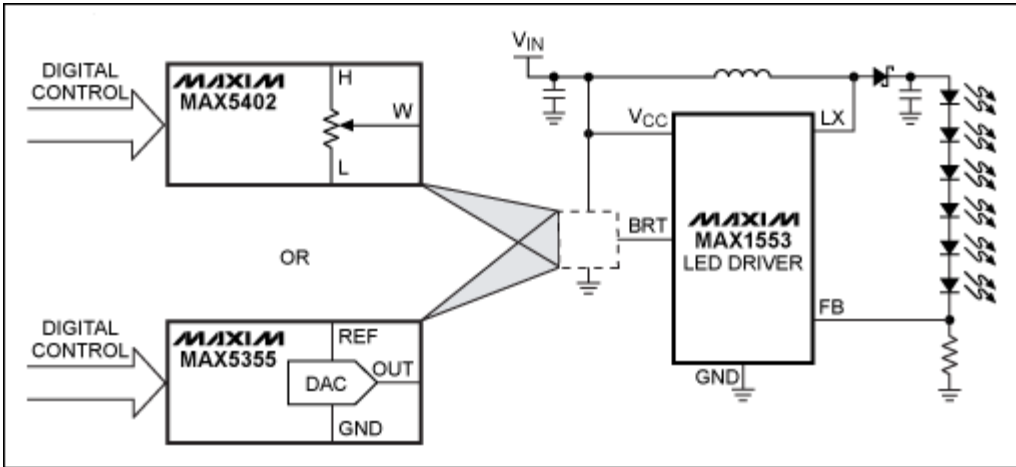 DIGITAL
CONTROL
MAXIM
MAX5402
H
W
L
OR
DIGITAL
CONTROL
MAXIM
MAX5355
REF
DAC
OUT
GND
VIN
VCC
LX
BRT
MAXIM
MAX1553
LED DRIVER
FB
GND